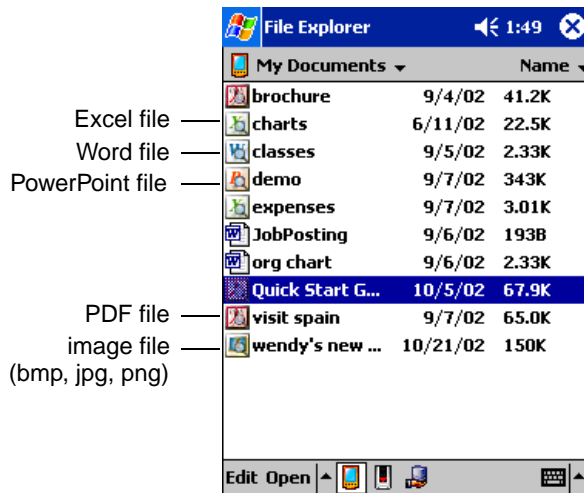 File Explorer 1:49
My Documents Name
brochure 9/4/02 41.2K
Excel file charts 6/11/02 22.5K
Word file classes 9/5/02 2.33K
PowerPoint file demo 9/7/02 343K
expenses 9/7/02 3.01K
JobPosting 9/6/02 193B
org chart 9/6/02 2.33K
Quick Start G... 10/5/02 67.9K
PDF file visit spain 9/7/02 65.0K
image file wendy's new ... 10/21/02 150K
(bmp, jpg, png)
Edit Open